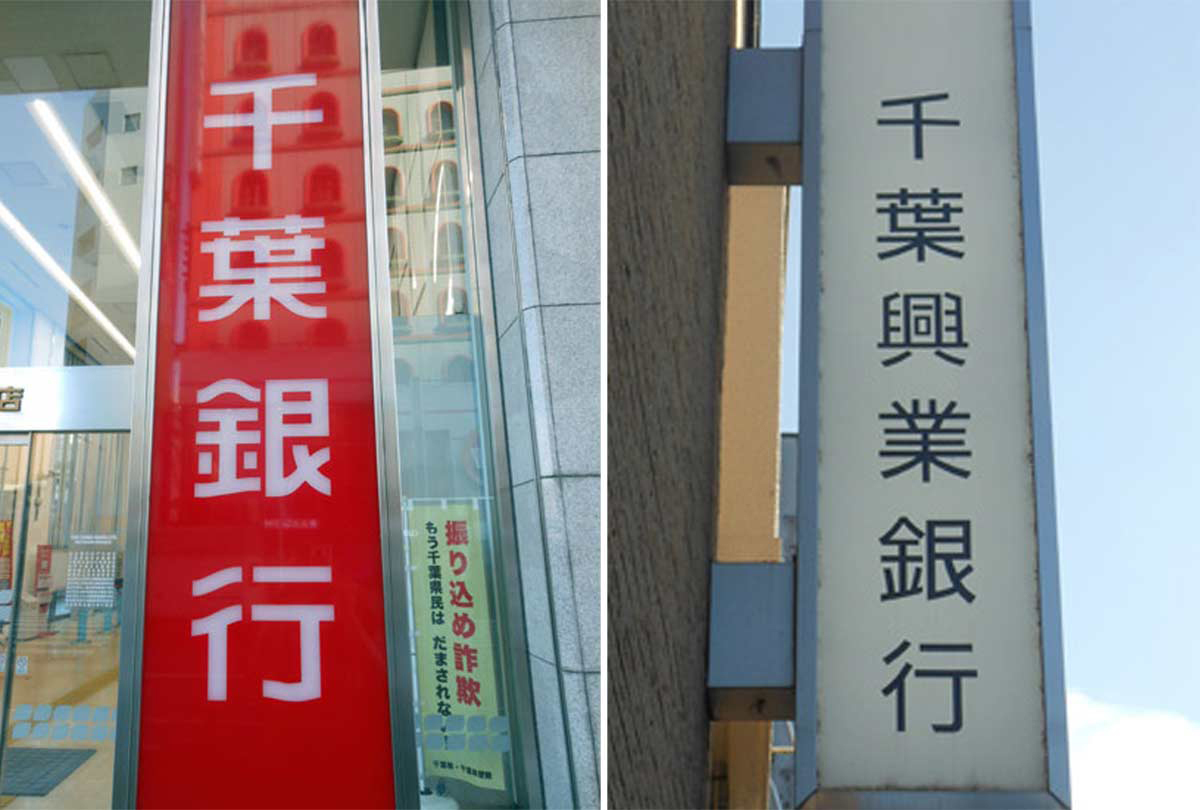 千葉銀行
店
振り込め詐欺
もう千葉県民は だまされな
千葉興業銀行